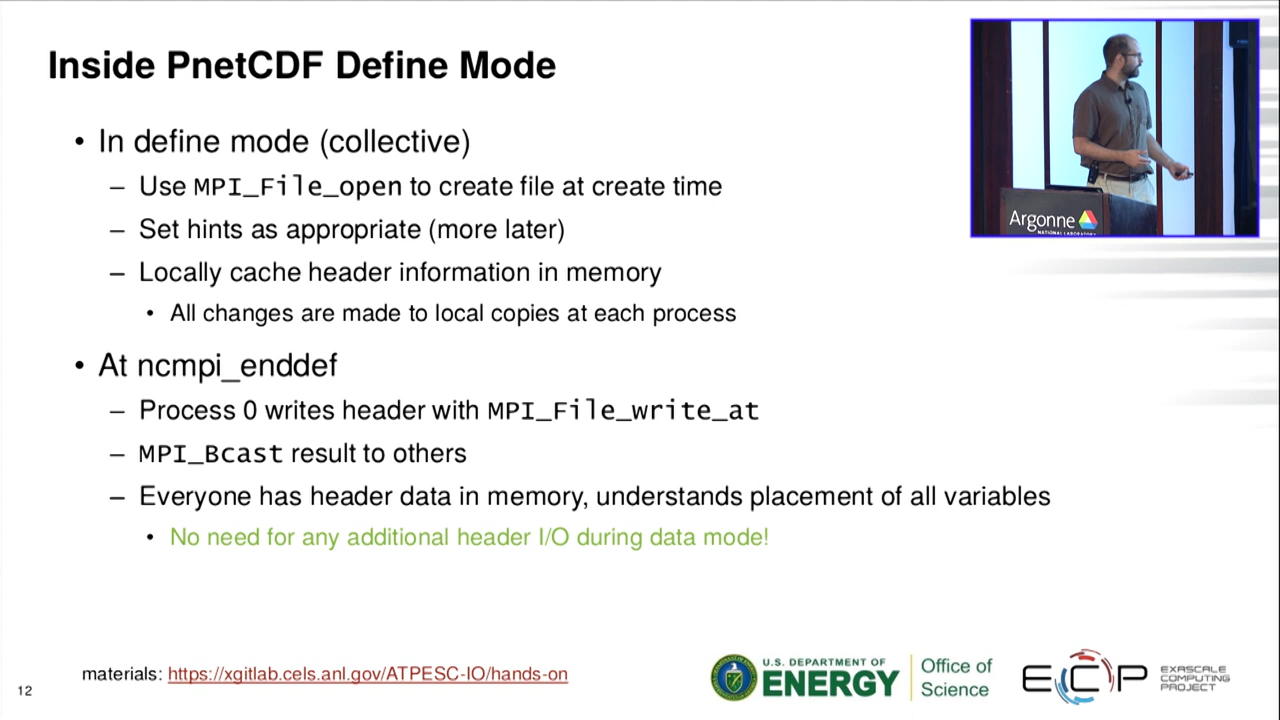 Inside PnetCDF Define Mode
• In define mode (collective)
– Use MPI_File_open to create file at create time
– Set hints as appropriate (more later)
– Locally cache header information in memory
• All changes are made to local copies at each process
• At ncmpi_enddef
– Process 0 writes header with MPI_File_write_at
– MPI_Bcast result to others
– Everyone has header data in memory, understands placement of all variables
• No need for any additional header I/O during data mode!
Argonne
NATIONAL LABORATORY
materials: https://xgitlab.cels.anl.gov/ATPESC-IO/hands-on
12
U.S. DEPARTMENT OF
ENERGY
Office of
Science
ECP
EXASCALE
COMPUTING
PROJECT